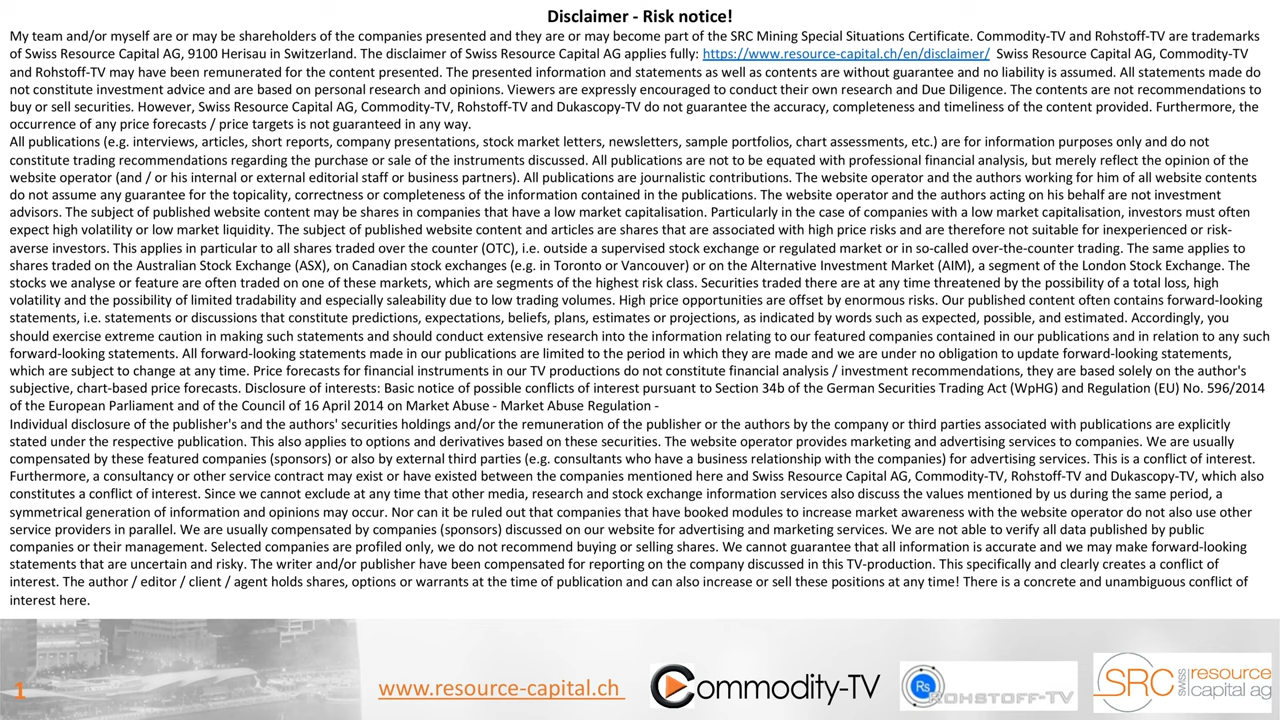 Disclaimer - Risk notice!
My team and/or myself are or may be shareholders of the companies presented and they are or may become part of the SRC Mining Special Situations Certificate. Commodity-TV and Rohstoff-TV are trademarks
of Swiss Resource Capital AG, 9100 Herisau in Switzerland. The disclaimer of Swiss Resource Capital AG applies fully: https://www.resource-capital.ch/en/disclaimer/ Swiss Resource Capital AG, Commodity-TV
and Rohstoff-TV may have been remunerated for the content presented. The presented information and statements as well as contents are without guarantee and no liability is assumed. All statements made do
not constitute investment advice and are based on personal research and opinions. Viewers are expressly encouraged to conduct their own research and Due Diligence. The contents are not recommendations to
buy or sell securities. However, Swiss Resource Capital AG, Commodity-TV, Rohstoff-TV and Dukascopy-TV do not guarantee the accuracy, completeness and timeliness of the content provided. Furthermore, the
occurrence of any price forecasts / price targets is not guaranteed in any way.
All publications (e.g. interviews, articles, short reports, company presentations, stock market letters, newsletters, sample portfolios, chart assessments, etc.) are for information purposes only and do not
constitute trading recommendations regarding the purchase or sale of the instruments discussed. All publications are not to be equated with professional financial analysis, but merely reflect the opinion of the
website operator (and / or his internal or external editorial staff or business partners). All publications are journalistic contributions. The website operator and the authors working for him of all website contents
do not assume any guarantee for the topicality, correctness or completeness of the information contained in the publications. The website operator and the authors acting on his behalf are not investment
advisors. The subject of published website content may be shares in companies that have a low market capitalisation. Particularly in the case of companies with a low market capitalisation, investors must often
expect high volatility or low market liquidity. The subject of published website content and articles are shares that are associated with high price risks and are therefore not suitable for inexperienced or risk-
averse investors. This applies in particular to all shares traded over the counter (OTC), i.e. outside a supervised stock exchange or regulated market or in so-called over-the-counter trading. The same applies to
shares traded on the Australian Stock Exchange (ASX), on Canadian stock exchanges (e.g. in Toronto or Vancouver) or on the Alternative Investment Market (AIM), a segment of the London Stock Exchange. The
stocks we analyse or feature are often traded on one of these markets, which are segments of the highest risk class. Securities traded there are at any time threatened by the possibility of a total loss, high
volatility and the possibility of limited tradability and especially saleability due to low trading volumes. High price opportunities are offset by enormous risks. Our published content often contains forward-looking
statements, i.e. statements or discussions that constitute predictions, expectations, beliefs, plans, estimates or projections, as indicated by words such as expected, possible, and estimated. Accordingly, you
should exercise extreme caution in making such statements and should conduct extensive research into the information relating to our featured companies contained in our publications and in relation to any such
forward-looking statements. All forward-looking statements made in our publications are limited to the period in which they are made and we are under no obligation to update forward-looking statements,
which are subject to change at any time. Price forecasts for financial instruments in our TV productions do not constitute financial analysis / investment recommendations, they are based solely on the author's
subjective, chart-based price forecasts. Disclosure of interests: Basic notice of possible conflicts of interest pursuant to Section 34b of the German Securities Trading Act (WpHG) and Regulation (EU) No. 596/2014
of the European Parliament and of the Council of 16 April 2014 on Market Abuse - Market Abuse Regulation -
Individual disclosure of the publisher's and the authors' securities holdings and/or the remuneration of the publisher or the authors by the company or third parties associated with publications are explicitly
stated under the respective publication. This also applies to options and derivatives based on these securities. The website operator provides marketing and advertising services to companies. We are usually
compensated by these featured companies (sponsors) or also by external third parties (e.g. consultants who have a business relationship with the companies) for advertising services. This is a conflict of interest.
Furthermore, a consultancy or other service contract may exist or have existed between the companies mentioned here and Swiss Resource Capital AG, Commodity-TV, Rohstoff-TV and Dukascopy-TV, which also
constitutes a conflict of interest. Since we cannot exclude at any time that other media, research and stock exchange information services also discuss the values mentioned by us during the same period, a
symmetrical generation of information and opinions may occur. Nor can it be ruled out that companies that have booked modules to increase market awareness with the website operator do not also use other
service providers in parallel. We are usually compensated by companies (sponsors) discussed on our website for advertising and marketing services. We are not able to verify all data published by public
companies or their management. Selected companies are profiled only, we do not recommend buying or selling shares. We cannot guarantee that all information is accurate and we may make forward-looking
statements that are uncertain and risky. The writer and/or publisher have been compensated for reporting on the company discussed in this TV-production. This specifically and clearly creates a conflict of
interest. The author / editor / client / agent holds shares, options or warrants at the time of publication and can also increase or sell these positions at any time! There is a concrete and unambiguous conflict of
interest here.
1
www.resource-capital.ch
Commodity-TV
Rs ROHSTOFF-TV
SRC SWISS resource
capital ag